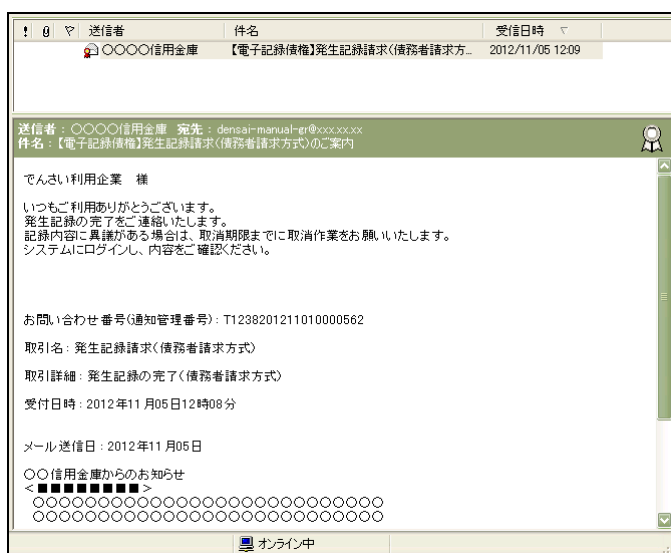 ! 送信者 件名 受信日時
〇〇〇〇信用金庫 【電子記録債権】発生記録請求(債務者請求方... 2012/11/05 12:09
送信者：〇〇〇〇信用金庫 宛先：densai-manual-gr@xxx.xx.xx
件名：【電子記録債権】発生記録請求(債務者請求方式)のご案内
でんさい利用企業　様
いつもご利用ありがとうございます。
発生記録の完了をご連絡いたします。
記録内容に異議がある場合は、取消期限までに取消作業をお願いいたします。
システムにログインし、内容をご確認ください。
お問い合わせ番号(通知管理番号)：T1238201211010000562
取引名：発生記録請求(債務者請求方式)
取引詳細：発生記録の完了(債務者請求方式)
受付日時：2012年11月05日12時08分
メール送信日：2012年11月05日
〇〇信用金庫からのお知らせ
<■■■■■■■■>
〇〇〇〇〇〇〇〇〇〇〇〇〇〇〇〇〇〇〇〇〇〇〇〇〇〇〇
〇〇〇〇〇〇〇〇〇〇〇〇〇〇〇〇〇〇〇〇〇〇〇〇〇〇〇
オンライン中